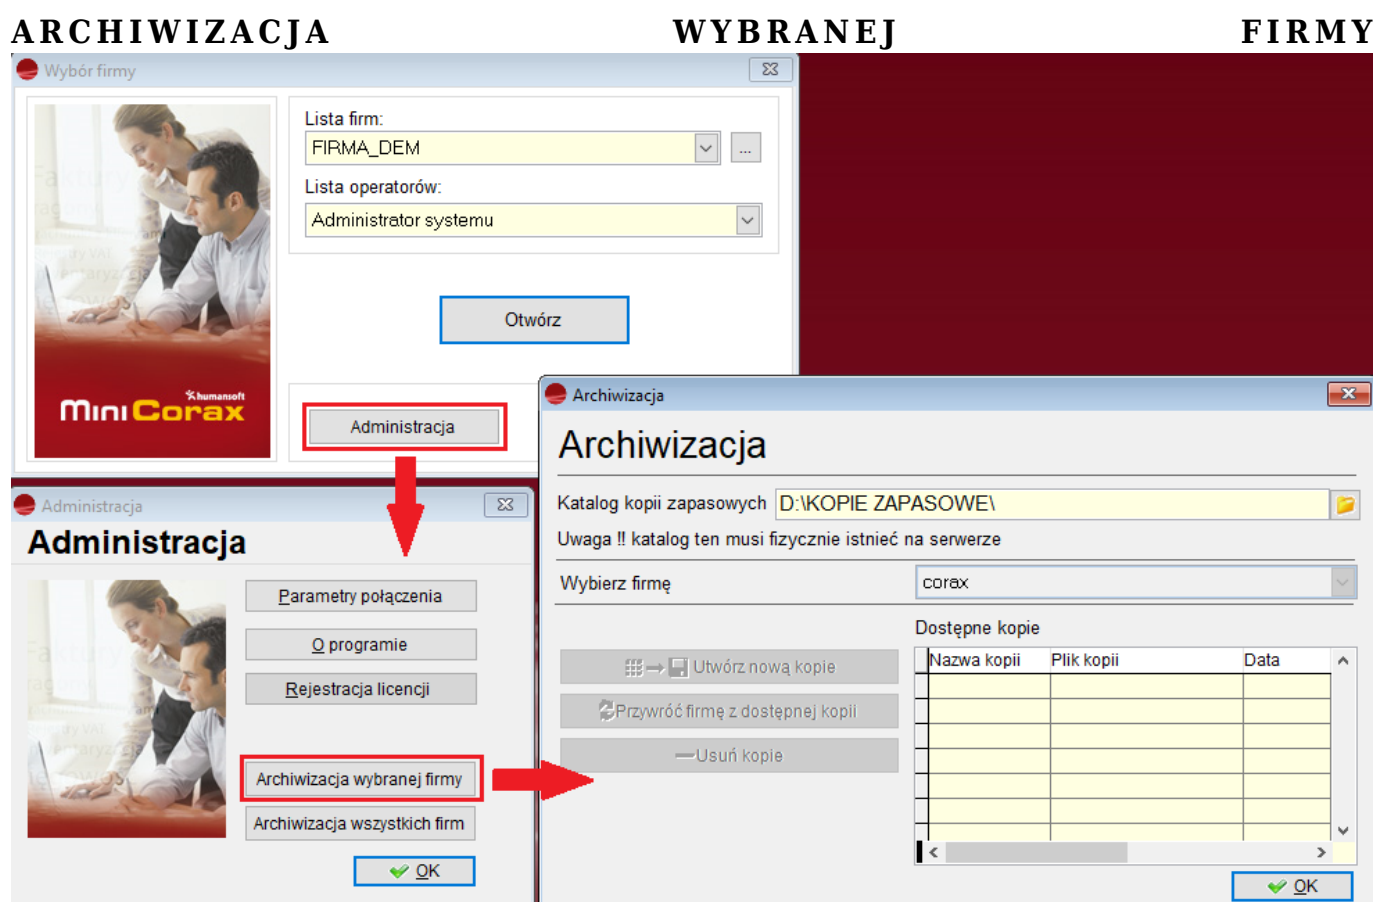 ARCHIWIZACJA WYBRANEJ FIRMY
Wybór firmy
Lista firm:
FIRMA_DEM
...
Lista operatorów:
Administrator systemu
Otwórz
humansoft
Mini Corax
Administracja
Administracja
Administracja
Parametry połączenia
O programie
Rejestracja licencji
Archiwizacja wybranej firmy
Archiwizacja wszystkich firm
OK
Archiwizacja
Archiwizacja
Katalog kopii zapasowych D:\KOPIE ZAPASOWE\
Uwaga !! katalog ten musi fizycznie istnieć na serwerze
Wybierz firmę corax
Dostępne kopie
Nazwa kopii Plik kopii Data
Utwórz nową kopie
Przywróć firmę z dostępnej kopii
Usuń kopie
OK